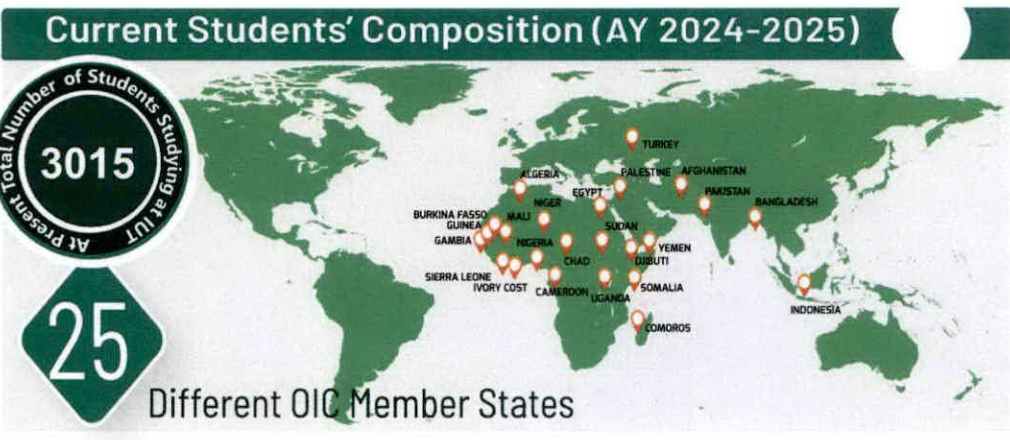 Current Students' Composition (AY 2024-2025)
At Present Total Number of Students Studying at IUT
3015
TURKEY
ALGERIA
PALESTINE
AFGHANISTAN
EGYPT
PAKISTAN
NIGER
BANGLADESH
BURKINA FASSO
MALI
GUINEA
SUDAN
GAMBIA
NIGERIA
YEMEN
CHAD
DJIBUTI
SIERRA LEONE
IVORY COST
CAMEROON
UGANDA
SOMALIA
INDONESIA
COMOROS
25
Different OIC Member States